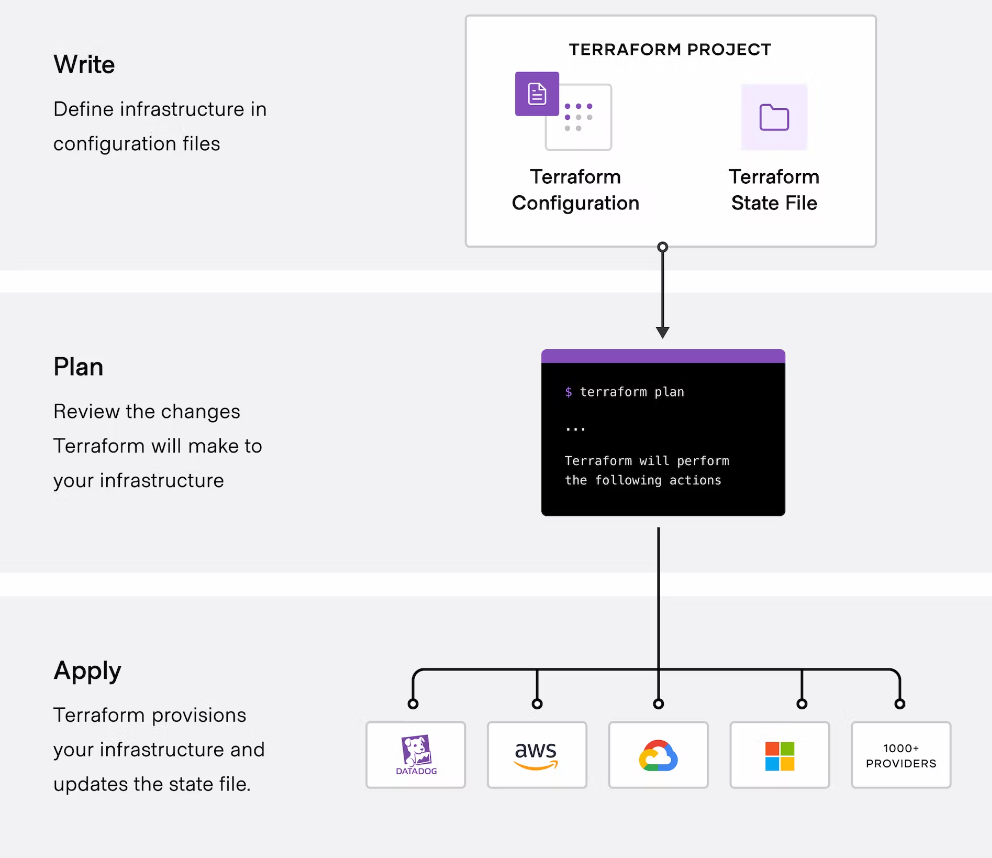 Write
Define infrastructure in
configuration files
TERRAFORM PROJECT
Terraform
Configuration
Terraform
State File
Plan
Review the changes
Terraform will make to
your infrastructure
$ terraform plan
...
Terraform will perform
the following actions
Apply
Terraform provisions
your infrastructure and
updates the state file.
DATADOG
aws
1000+
PROVIDERS